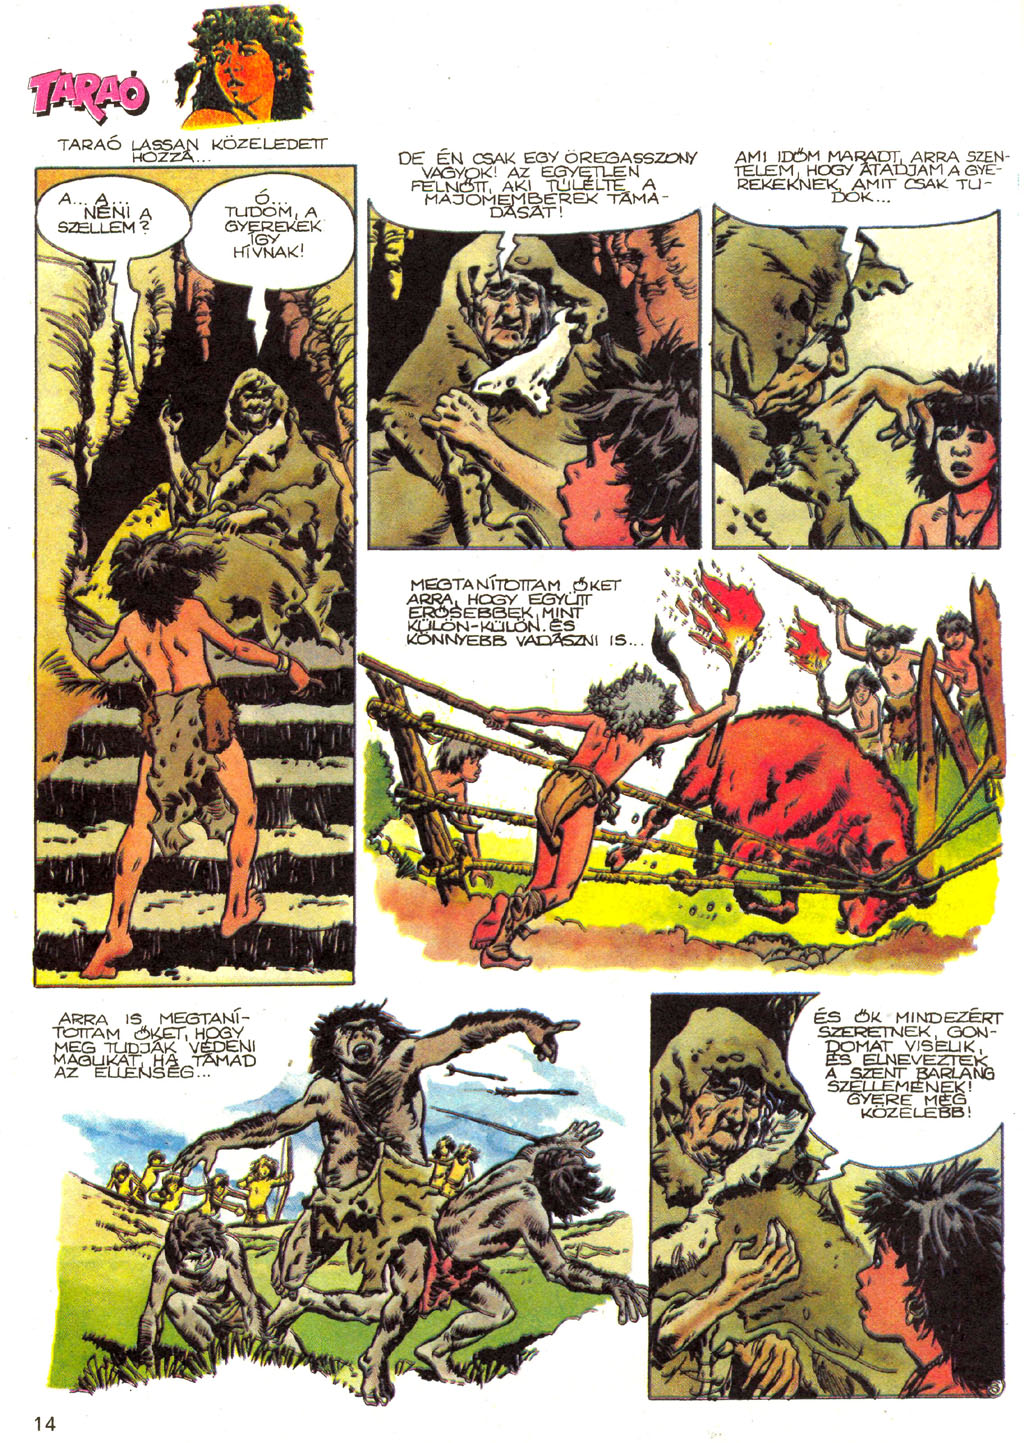 TARAÓ
TARAÓ LASSAN KÖZELEDETT
HOZZÁ...
A... A...
NÉNI A
SZELLEM?
Ó...
TUDOM, A
GYEREKEK
ÍGY
HÍVNAK!
DE ÉN CSAK EGY ÖREGASSZONY
VAGYOK! AZ EGYETLEN
FELNŐTT, AKI TÚLÉLTE A
MAJOMEMBEREK TÁMA-
DÁSÁT!
AMI IDŐM MARADT, ARRA SZEN-
TELEM, HOGY ÁTADJAM A GYE-
REKEKNEK, AMIT CSAK TU-
DOK...
MEGTANÍTOTTAM ŐKET
ARRA, HOGY EGYÜTT
ERŐSEBBEK, MINT
KÜLÖN-KÜLÖN. ÉS
KÖNNYEBB VADÁSZNI IS...
ARRA IS MEGTANÍ-
TOTTAM ŐKET, HOGY
MEG TUDJÁK VÉDENI
MAGUKAT, HA TÁMAD
AZ ELLENSÉG...
ÉS ŐK MINDEZÉRT
SZERETNEK, GON-
DOMAT VISELIK,
ÉS ELNEVEZTEK
A SZENT BARLANG
SZELLEMÉNEK!
GYERE MÉG
KÖZELEBB!
14